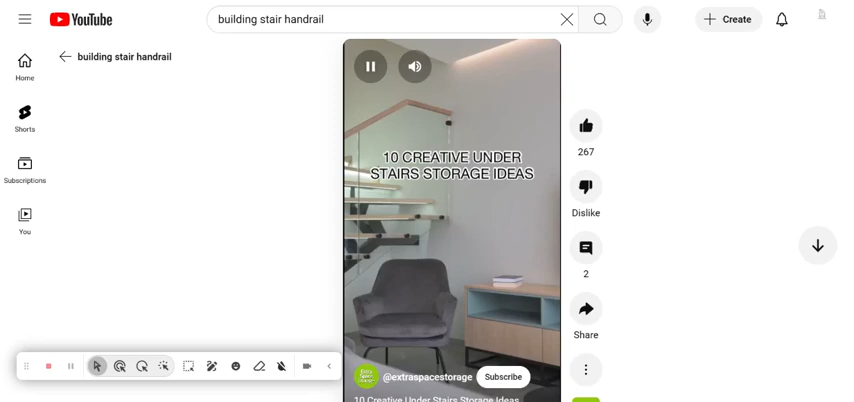 YouTube
building stair handrail
Create
building stair handrail
Home
Shorts
Subscriptions
You
10 CREATIVE UNDER
STAIRS STORAGE IDEAS
267
Dislike
2
Share
@extraspacestorage
Subscribe
10 Creative Under Stairs Storage Ideas